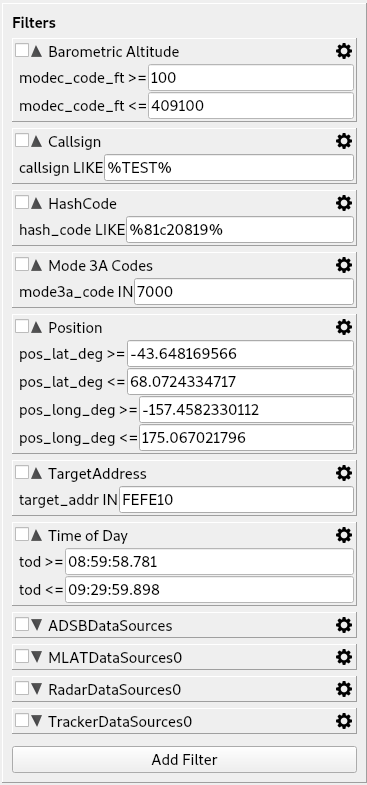 Filters
Barometric Altitude
modec_code_ft >= 100
modec_code_ft <= 409100
Callsign
callsign LIKE %TEST%
HashCode
hash_code LIKE %81c20819%
Mode 3A Codes
mode3a_code IN 7000
Position
pos_lat_deg >= -43.648169566
pos_lat_deg <= 68.0724334717
pos_long_deg >= -157.4582330112
pos_long_deg <= 175.067021796
TargetAddress
target_addr IN FEFE10
Time of Day
tod >= 08:59:58.781
tod <= 09:29:59.898
ADSBDataSources
MLATDataSources0
RadarDataSources0
TrackerDataSources0
Add Filter